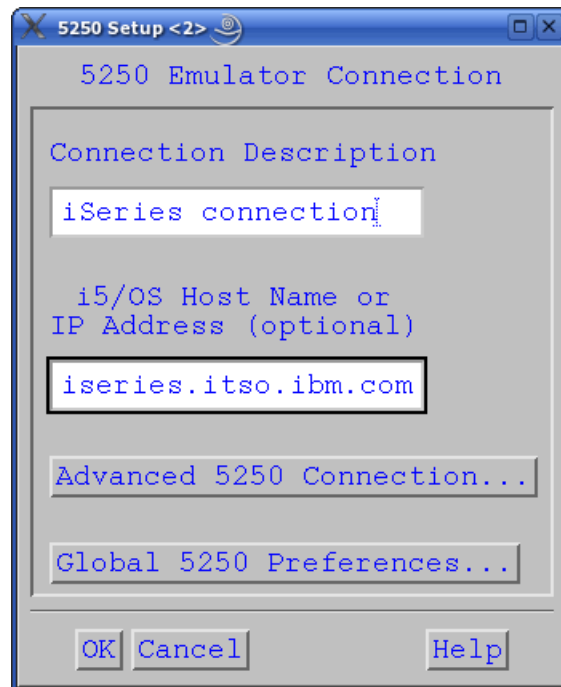 5250 Setup <2>
5250 Emulator Connection
Connection Description
iSeries connection
i5/OS Host Name or
IP Address (optional)
iseries.itso.ibm.com
Advanced 5250 Connection...
Global 5250 Preferences...
OK Cancel Help